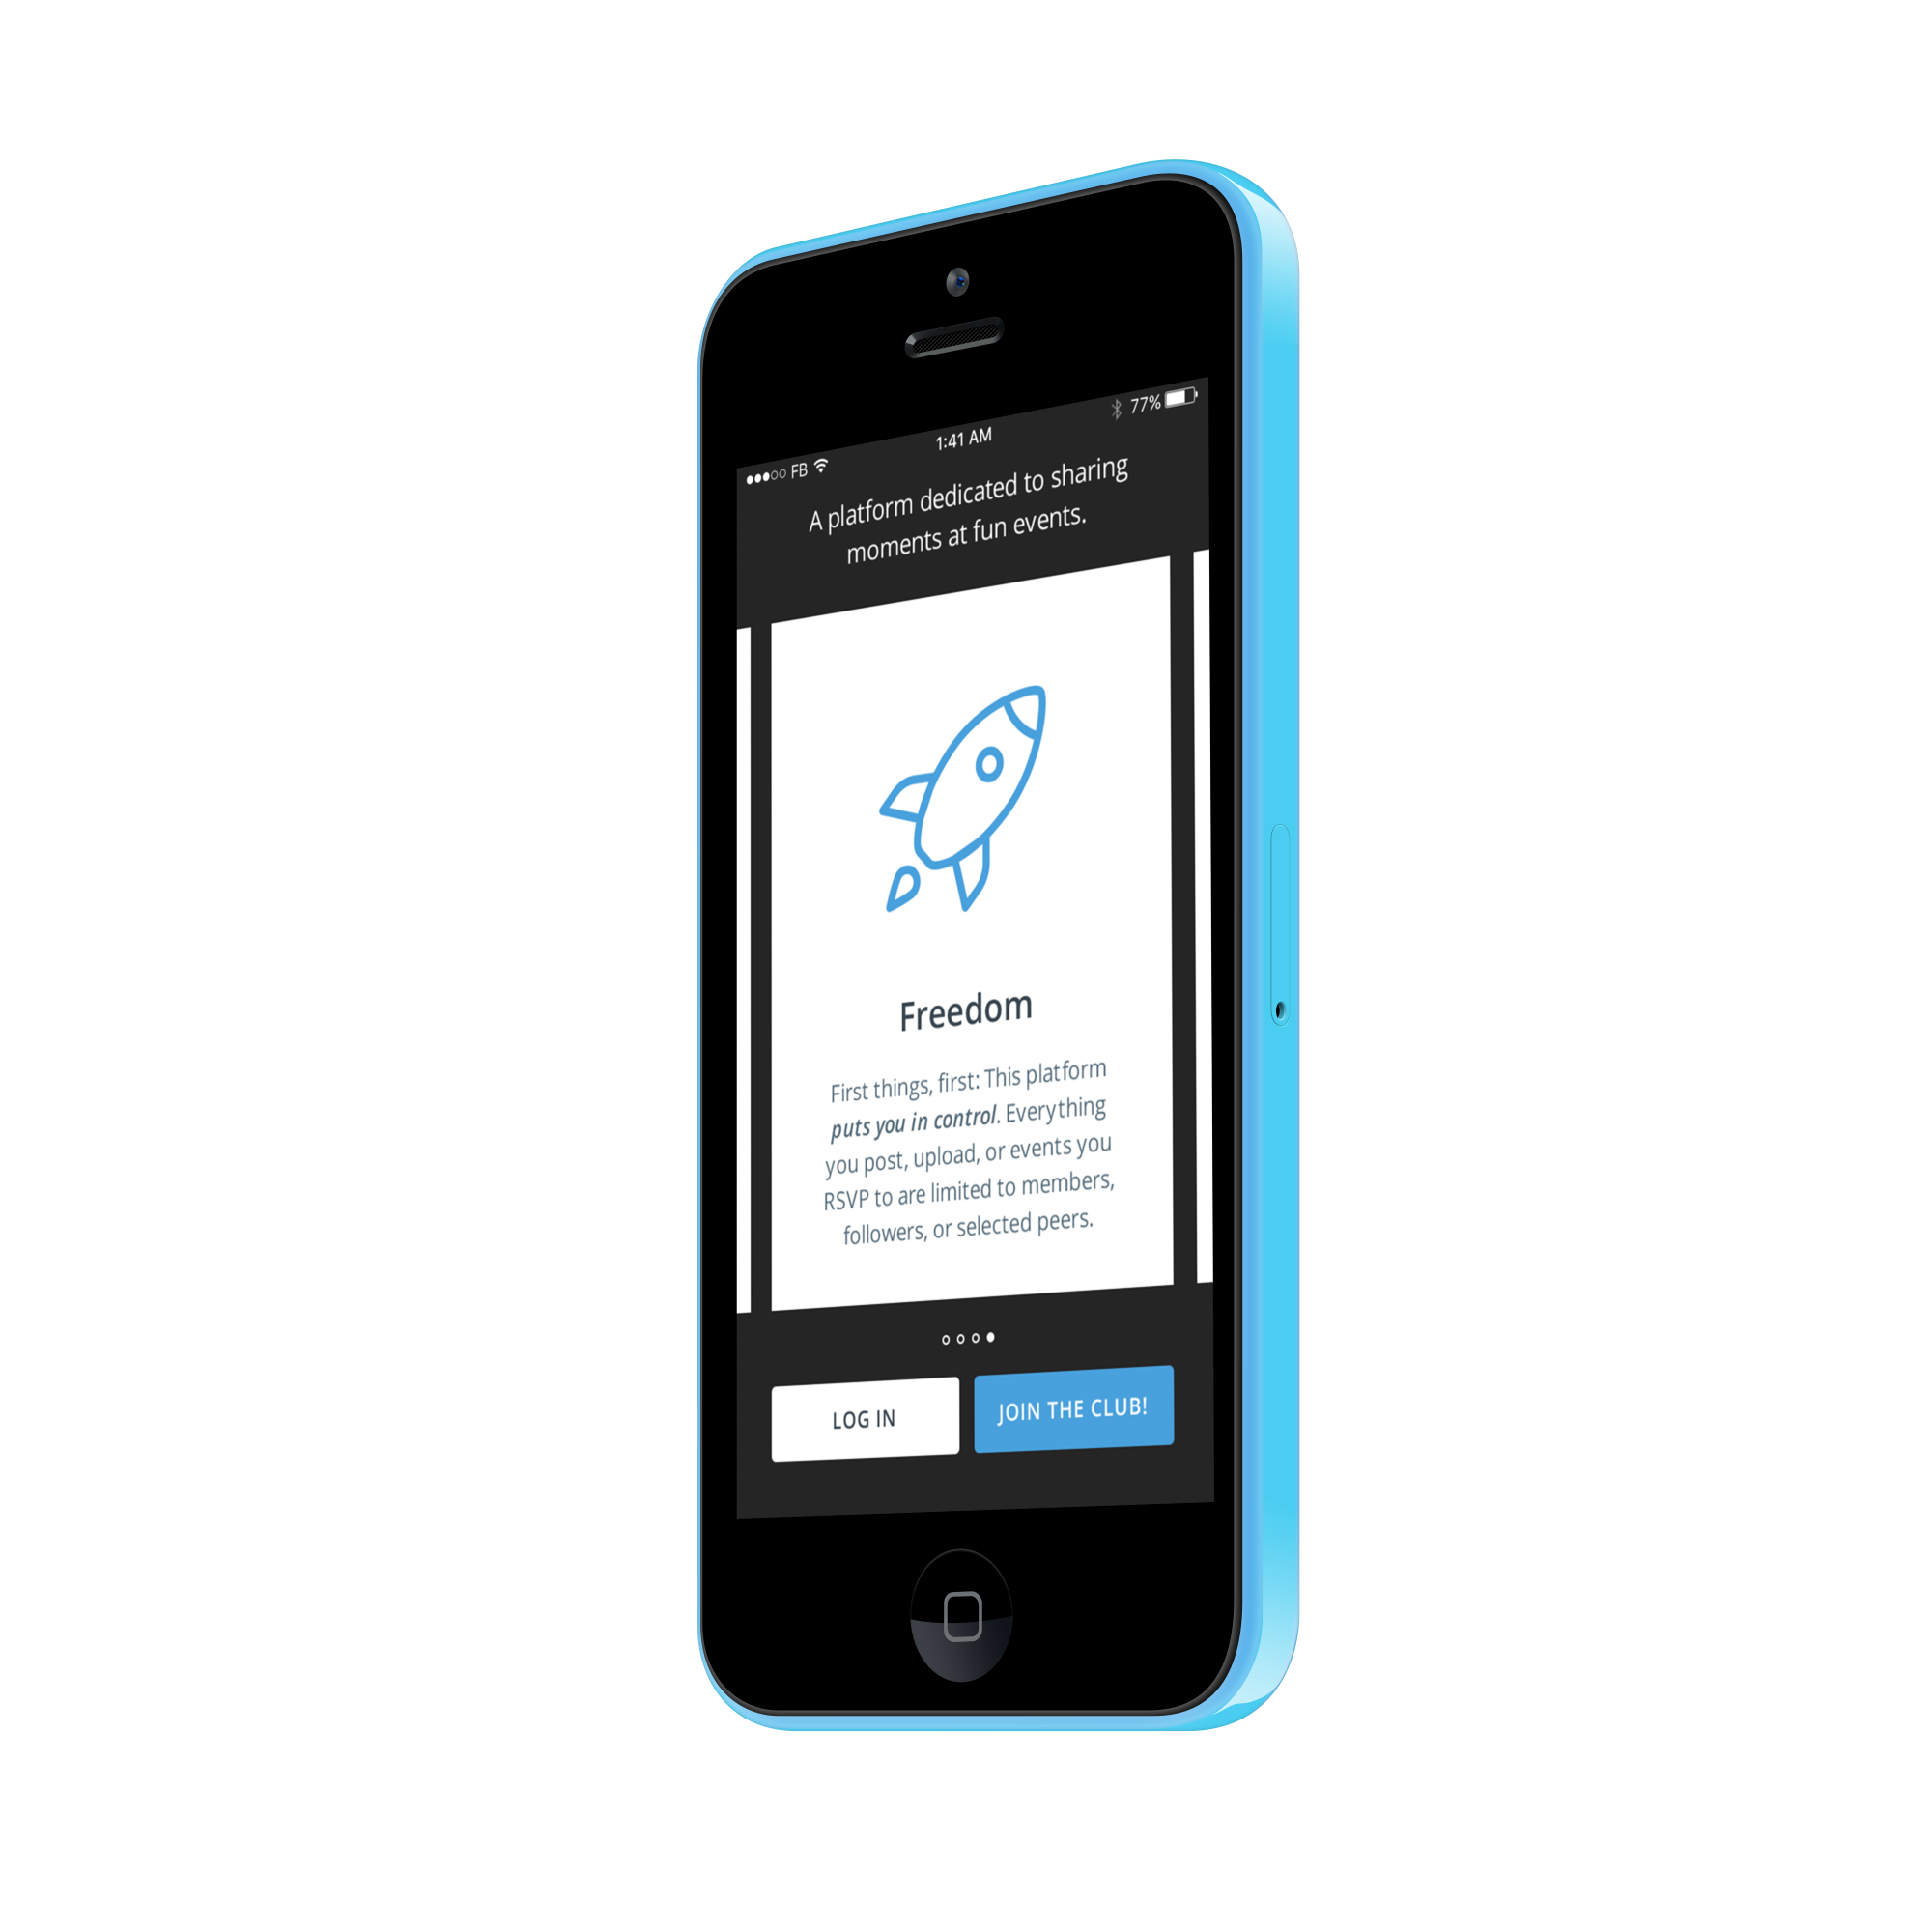 FB 1:41 AM 77%
A platform dedicated to sharing
moments at fun events.
Freedom
First things, first: This platform
puts you in control. Everything
you post, upload, or events you
RSVP to are limited to members,
followers, or selected peers.
LOG IN
JOIN THE CLUB!